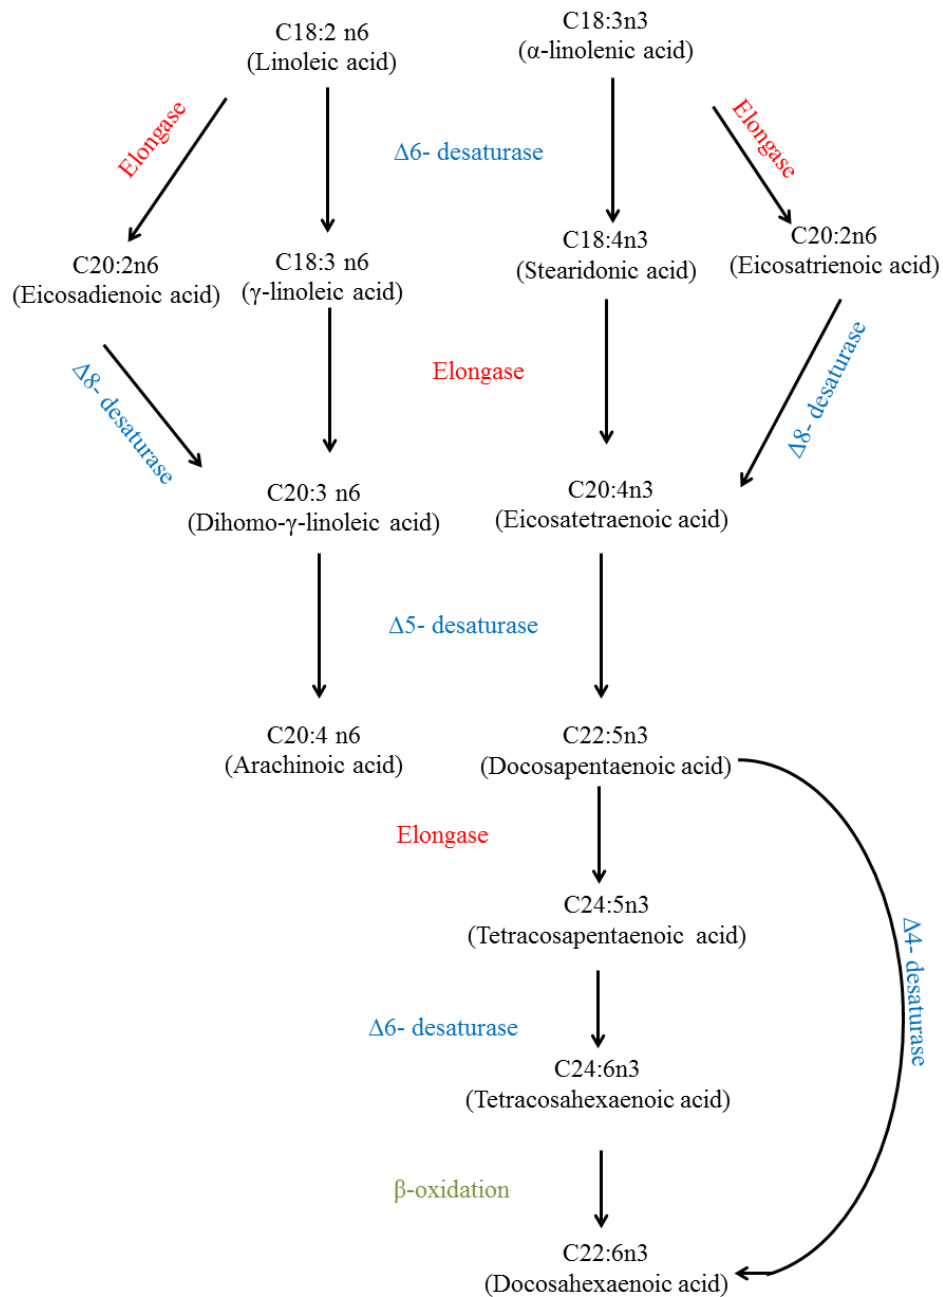 C18:2 n6
(Linoleic acid)
C18:3n3
(α-linolenic acid)
Elongase
Δ6- desaturase
Elongase
C20:2n6
(Eicosadienoic acid)
C18:3 n6
(γ-linoleic acid)
C18:4n3
(Stearidonic acid)
C20:2n6
(Eicosatrienoic acid)
Δ8- desaturase
Elongase
Δ8- desaturase
C20:3 n6
(Dihomo-γ-linoleic acid)
C20:4n3
(Eicosatetraenoic acid)
Δ5- desaturase
C20:4 n6
(Arachinoic acid)
C22:5n3
(Docosapentaenoic acid)
Elongase
C24:5n3
(Tetracosapentaenoic acid)
Δ4- desaturase
Δ6- desaturase
C24:6n3
(Tetracosahexaenoic acid)
β-oxidation
C22:6n3
(Docosahexaenoic acid)